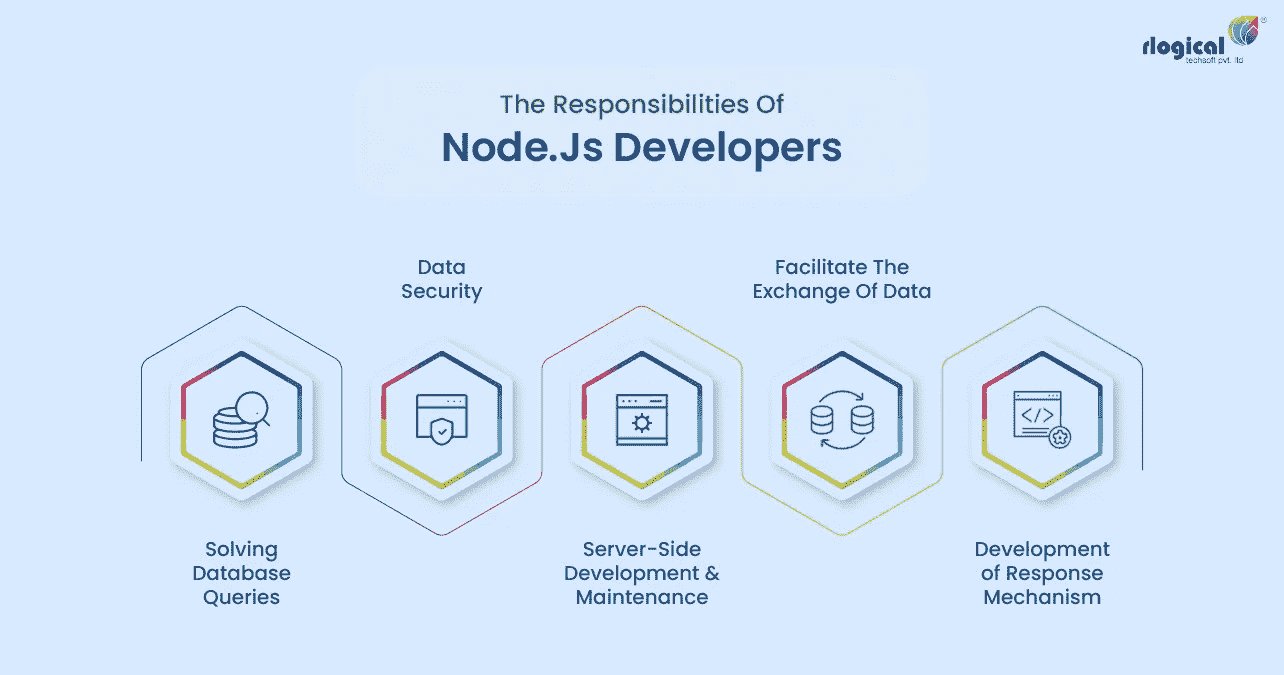 rlogical®
techsoft pvt. ltd
The Responsibilities Of
Node.Js Developers
Data
Security
Facilitate The
Exchange Of Data
Solving
Database
Queries
Server-Side
Development &
Maintenance
Development
of Response
Mechanism